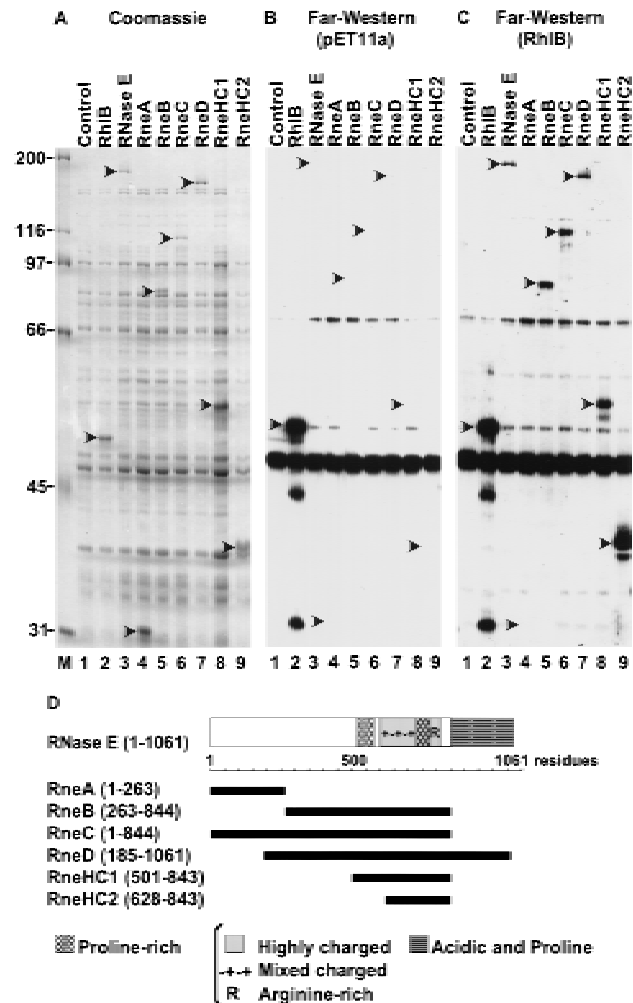 A Coomassie
B Far-Western
(pET11a)
C Far-Western
(RhlB)
Control
RhlB
RNase E
RneA
RneB
RneC
RneD
RneHC1
RneHC2
Control
RhlB
RNase E
RneA
RneB
RneC
RneD
RneHC1
RneHC2
Control
RhlB
RNase E
RneA
RneB
RneC
RneD
RneHC1
RneHC2
200
116
97
66
45
31
M 1 2 3 4 5 6 7 8 9
1 2 3 4 5 6 7 8 9
1 2 3 4 5 6 7 8 9
D
R
RNase E (1-1061)
1 500 1061 residues
RneA (1-263)
RneB (263-844)
RneC (1-844)
RneD (185-1061)
RneHC1 (501-843)
RneHC2 (628-843)
Proline-rich
Highly charged
Acidic and Proline
-+-+ Mixed charged
R Arginine-rich